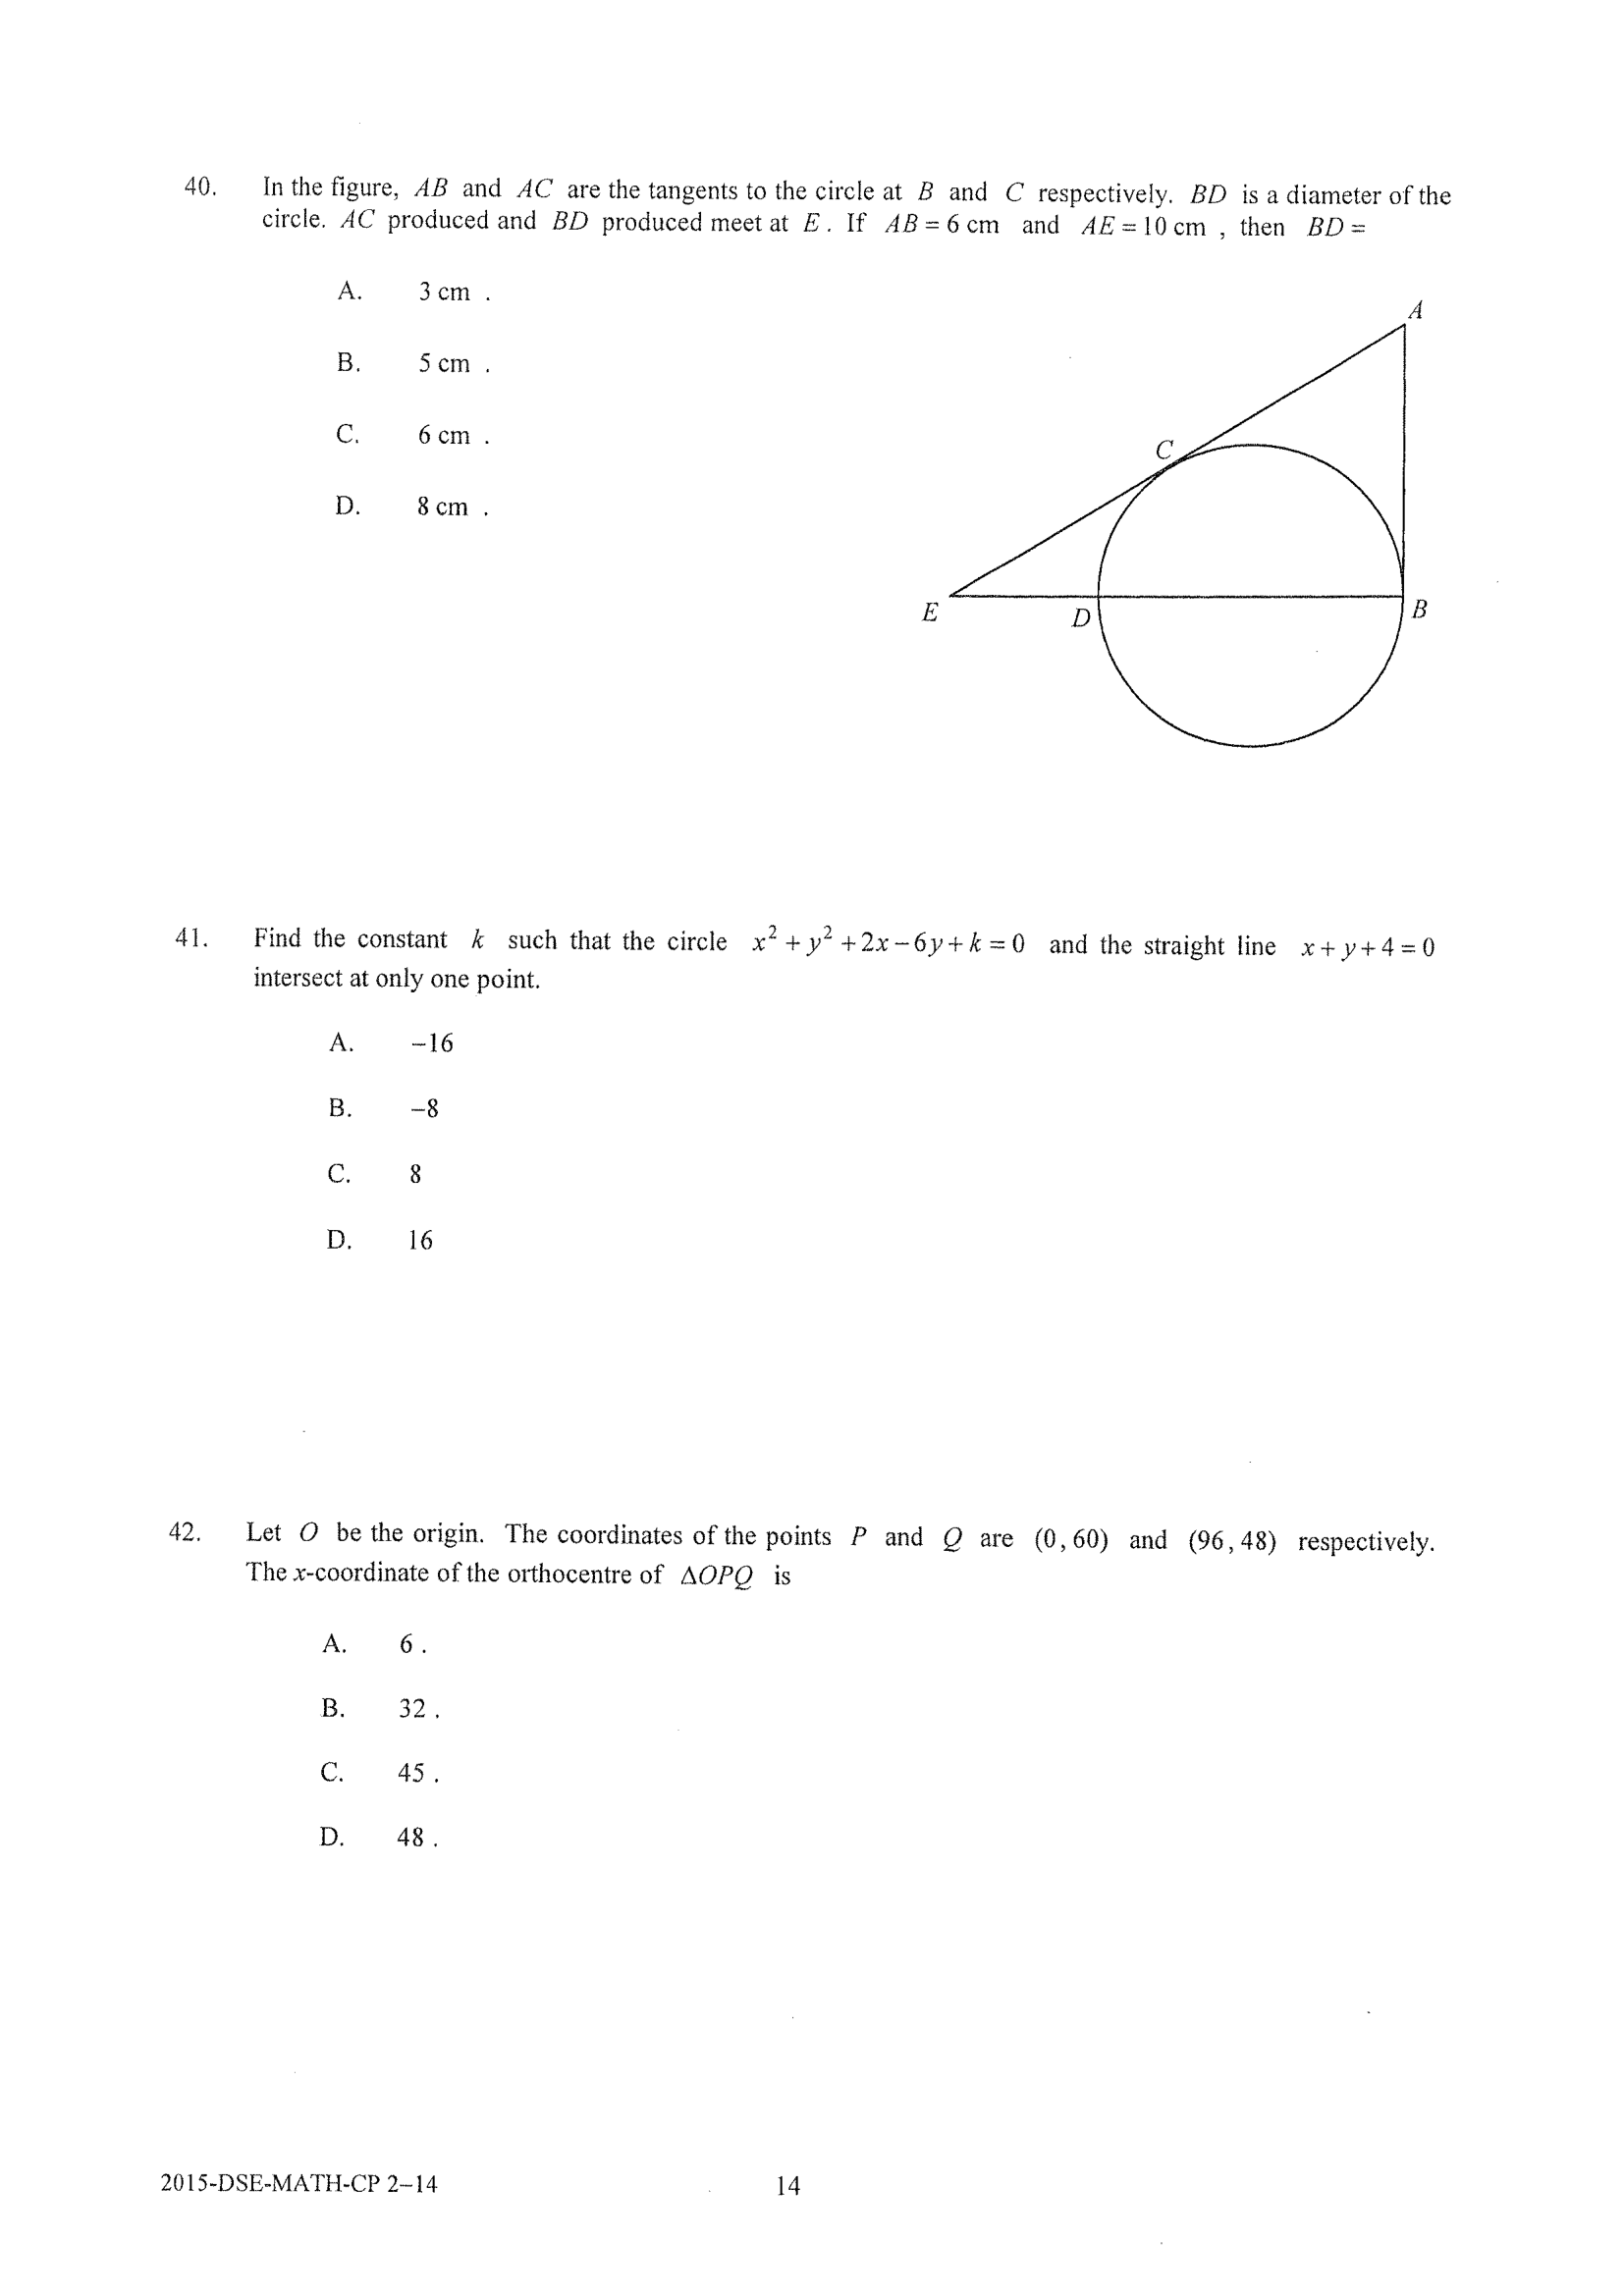 40. In the figure, AB and AC are the tangents to the circle at B and C respectively. BD is a diameter of the
circle. AC produced and BD produced meet at E. If AB = 6 cm and AE = 10 cm , then BD =
A. 3 cm .
B. 5 cm .
C. 6 cm .
D. 8 cm .
A
C
E
D
B
41. Find the constant k such that the circle x² + y² + 2x − 6y + k = 0 and the straight line x + y + 4 = 0
intersect at only one point.
A. −16
B. −8
C. 8
D. 16
42. Let O be the origin. The coordinates of the points P and Q are (0, 60) and (96, 48) respectively.
The x-coordinate of the orthocentre of ΔOPQ is
A. 6 .
B. 32 .
C. 45 .
D. 48 .
2015-DSE-MATH-CP 2–14
14